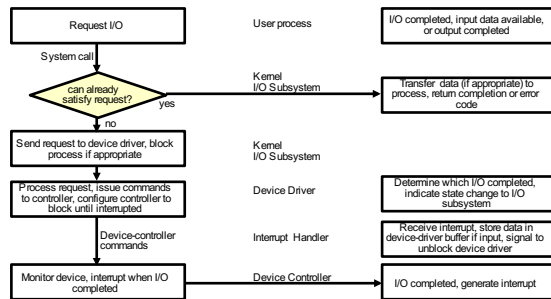 Request I/O
User process
I/O completed, input data available,
or output completed
System call
can already
satisfy request?
yes
no
Kernel
I/O Subsystem
Transfer data (if appropriate) to
process, return completion or error
code
Send request to device driver, block
process if appropriate
Kernel
I/O Subsystem
Process request, issue commands
to controller, configure controller to
block until interrupted
Device Driver
Determine which I/O completed,
indicate state change to I/O
subsystem
Device-controller
commands
Interrupt Handler
Receive interrupt, store data in
device-driver buffer if input, signal to
unblock device driver
Monitor device, interrupt when I/O
completed
Device Controller
I/O completed, generate interrupt